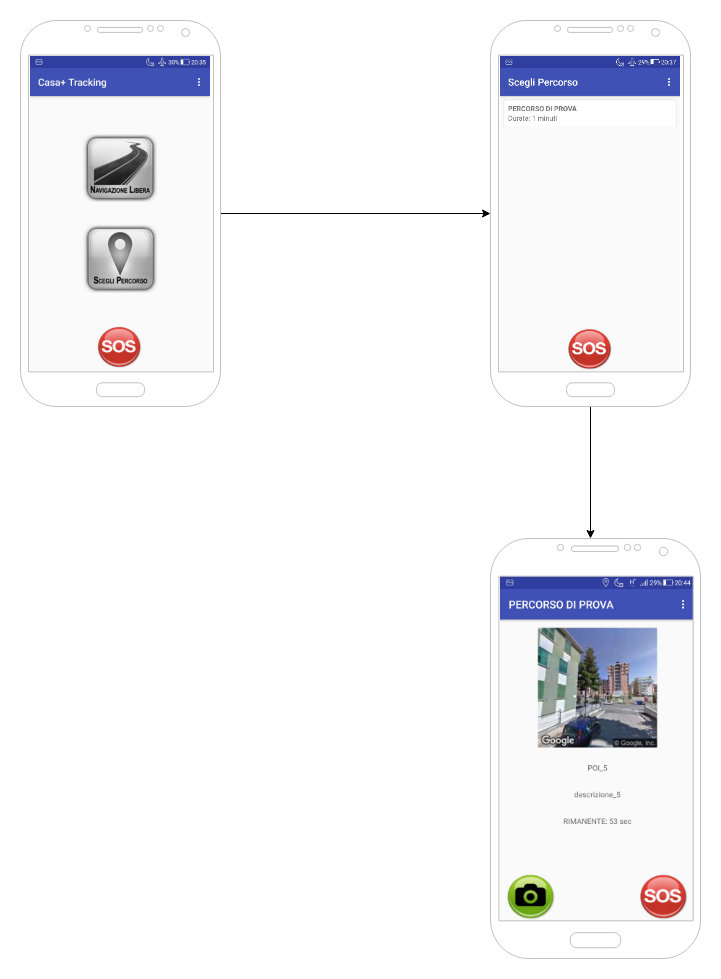 30% 20:35
Casa+ Tracking
NAVIGAZIONE LIBERA
SCEGLI PERCORSO
SOS
29% 20:37
Scegli Percorso
PERCORSO DI PROVA
Durata: 1 minuti
SOS
H 29% 20:44
PERCORSO DI PROVA
Google
© Google, Inc.
POI_5
descrizione_5
RIMANENTE: 53 sec
SOS